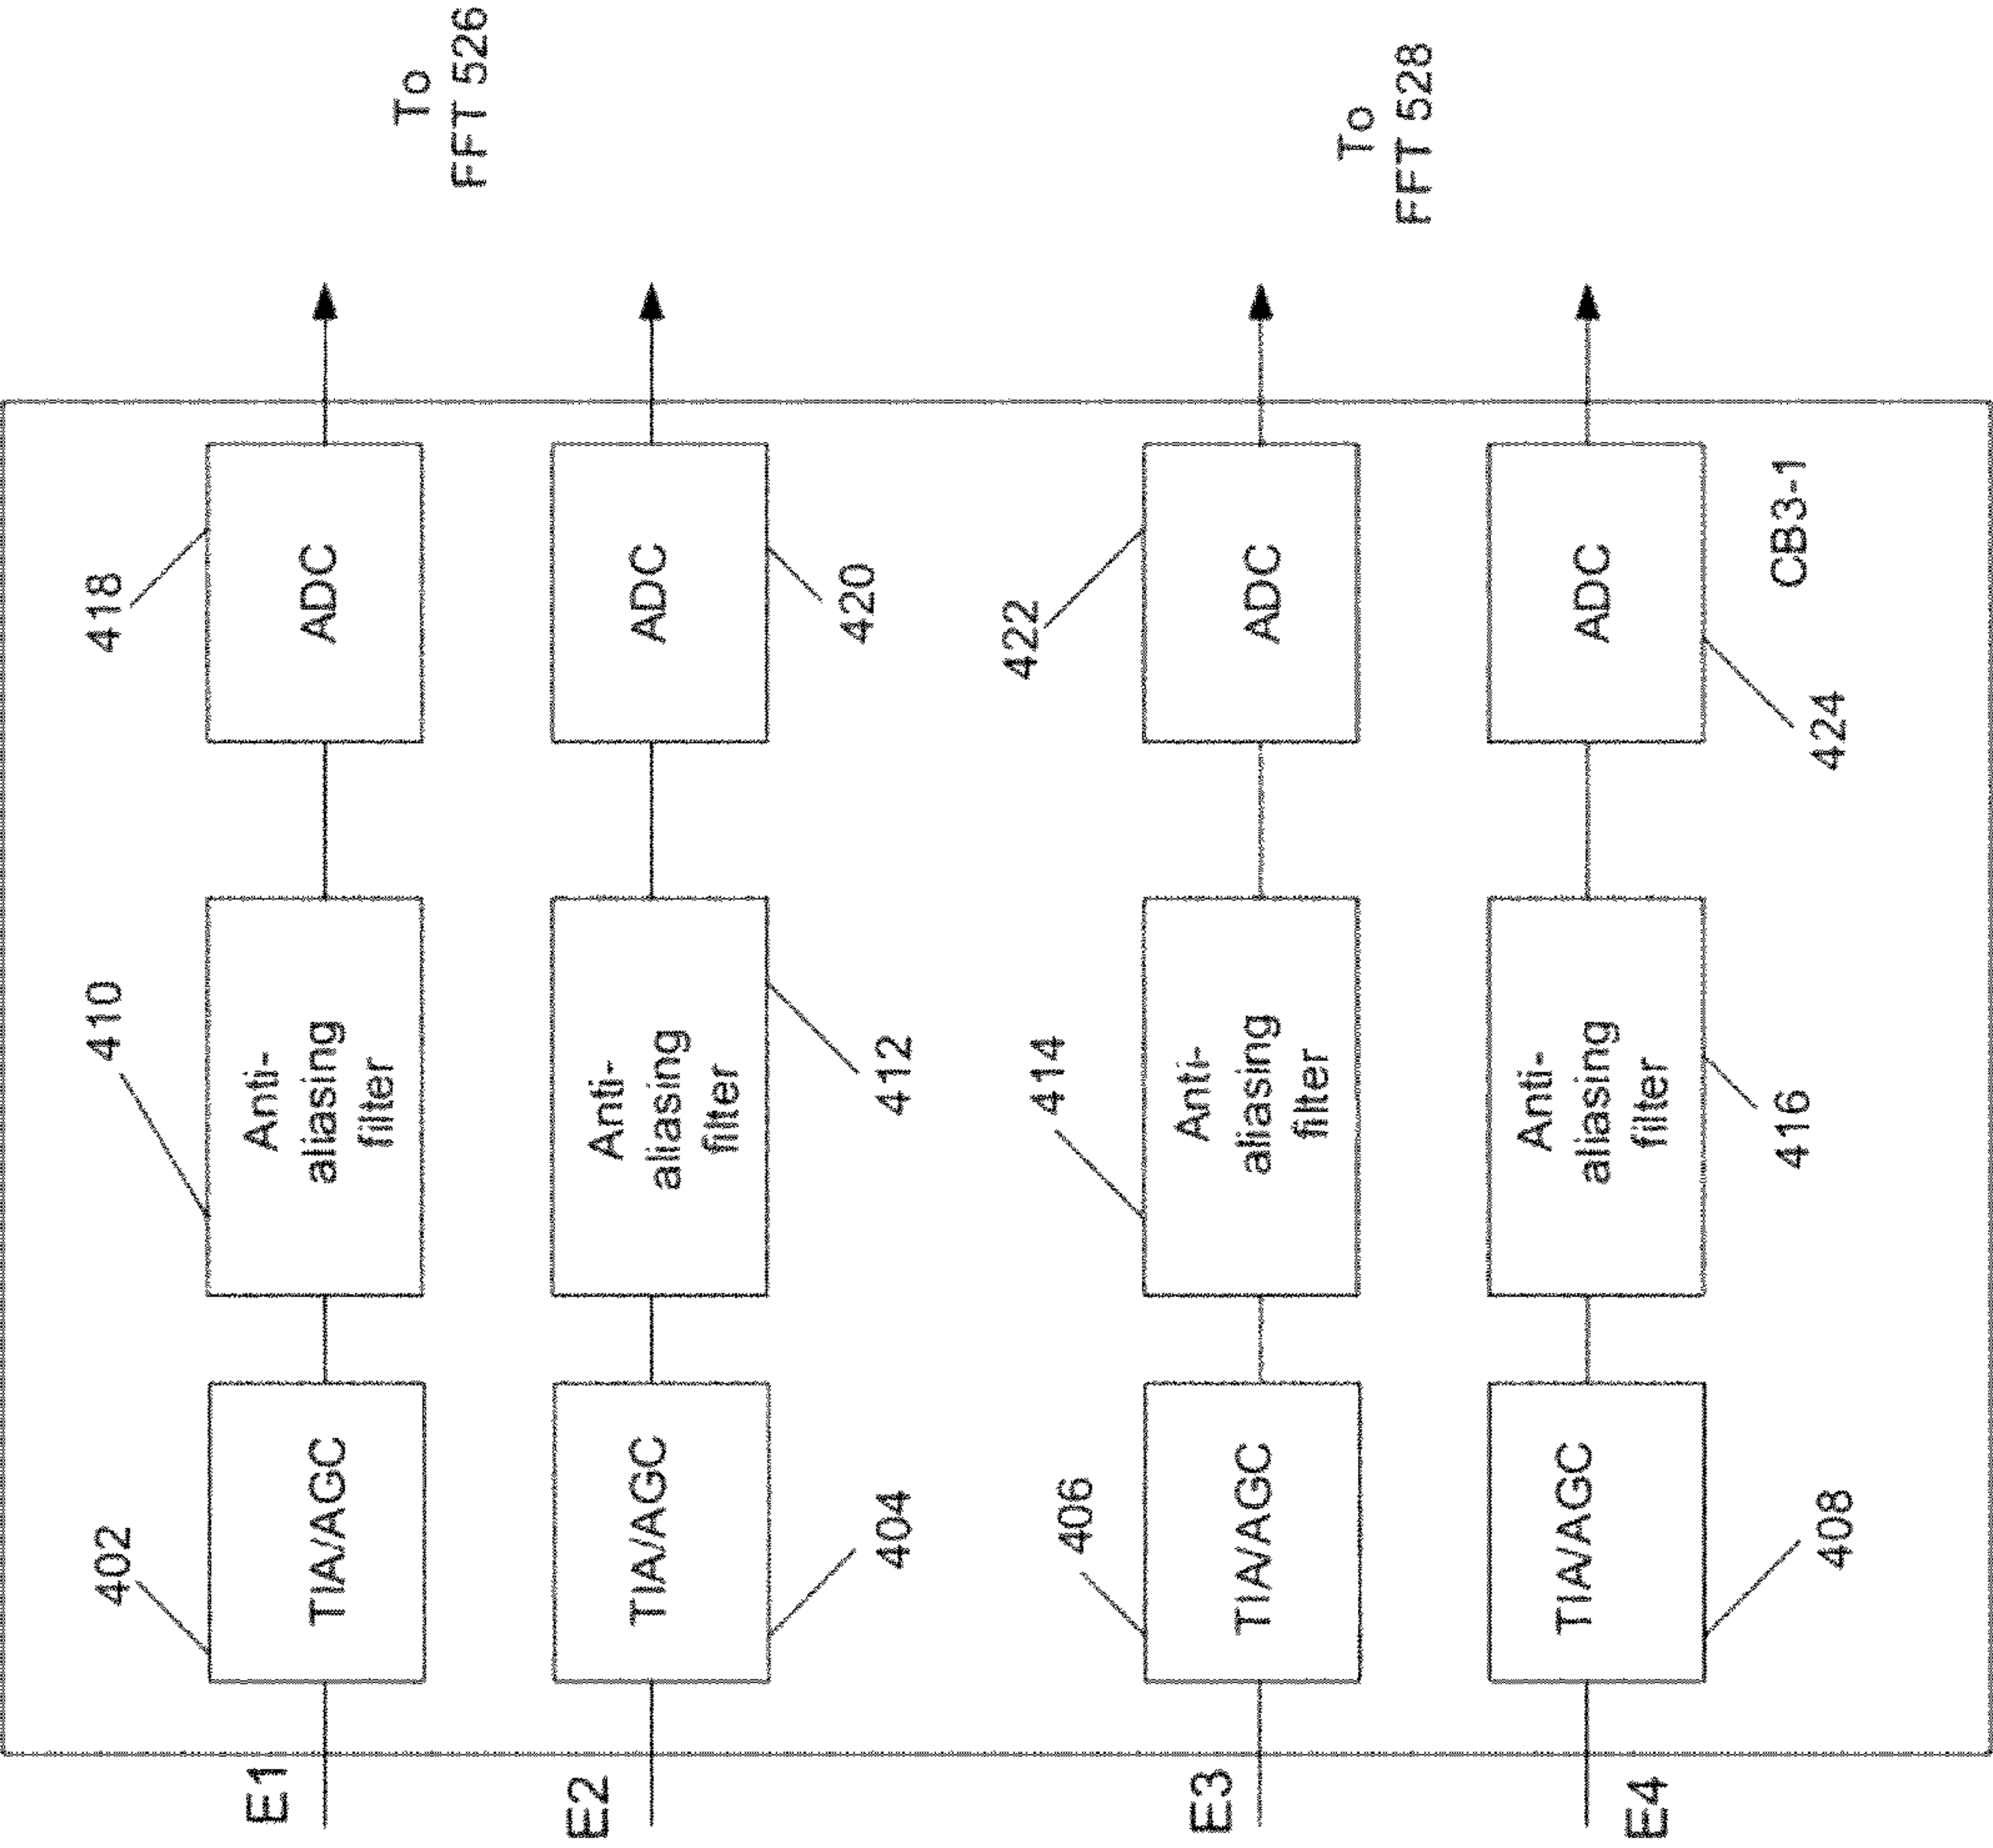 402
410
418
E1
TIA/AGC
Anti-
aliasing
filter
ADC
To
FFT 526
E2
TIA/AGC
Anti-
aliasing
filter
ADC
404
412
420
406
414
422
E3
TIA/AGC
Anti-
aliasing
filter
ADC
To
FFT 528
E4
TIA/AGC
Anti-
aliasing
filter
ADC
408
416
424
CB3-1